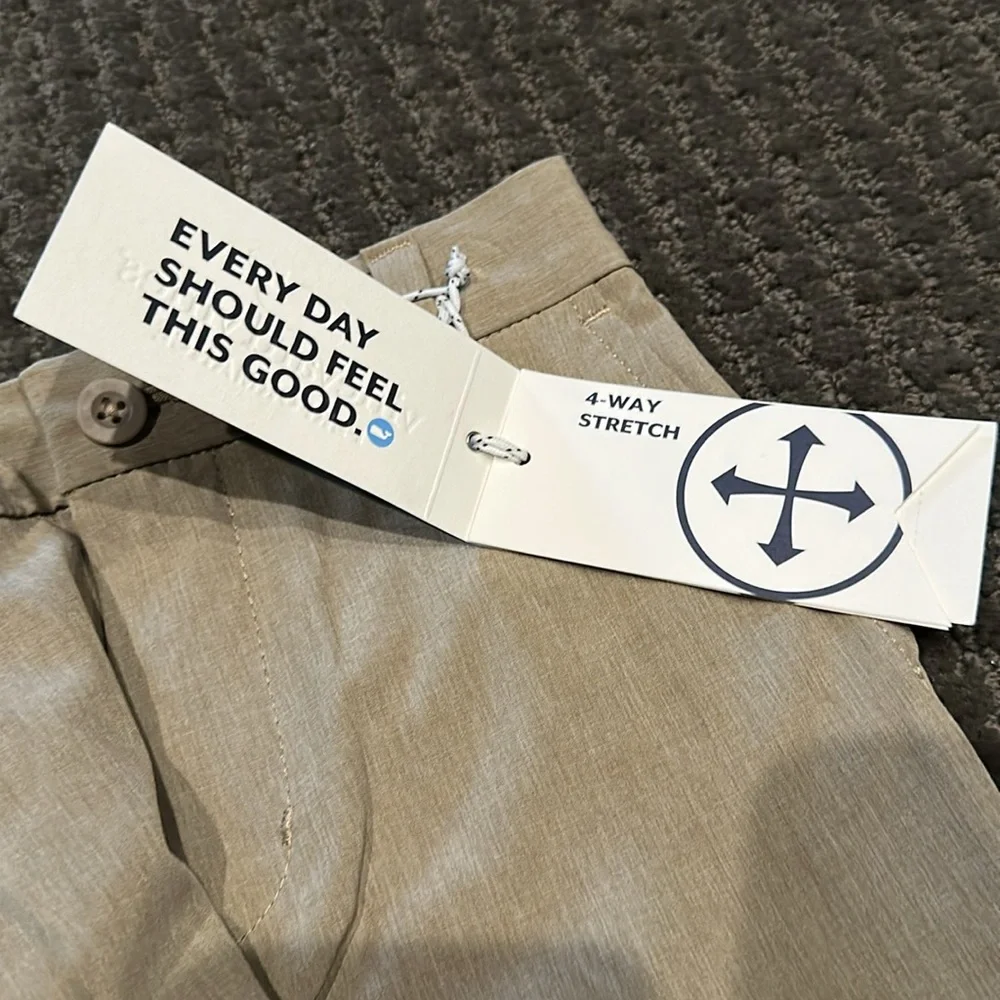 EVERY DAY
SHOULD FEEL
THIS GOOD.
4-WAY
STRETCH